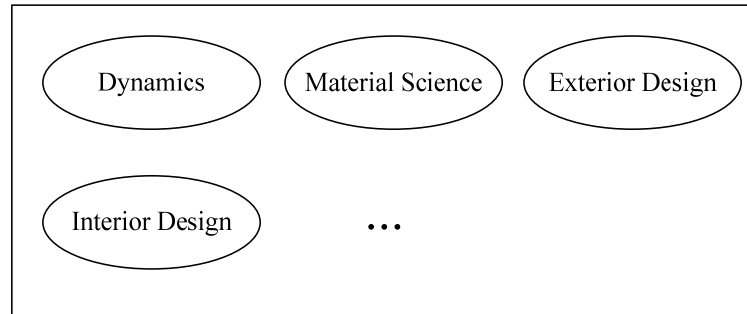 Dynamics
Material Science
Exterior Design
Interior Design
...